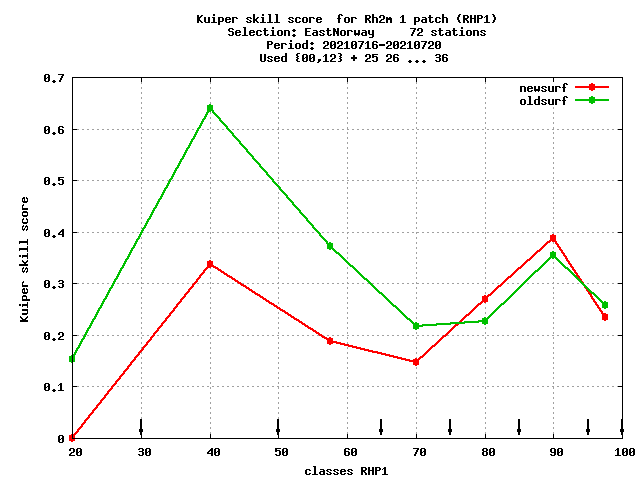 Kuiper skill score  for Rh2m 1 patch (RHP1)
Selection: EastNorway     72 stations
Period: 20210716-20210720
Used {00,12} + 25 26 ... 36
newsurf
oldsurf
0.7
0.6
0.5
0.4
0.3
0.2
0.1
0
Kuiper skill score
20 30 40 50 60 70 80 90 100
classes RHP1